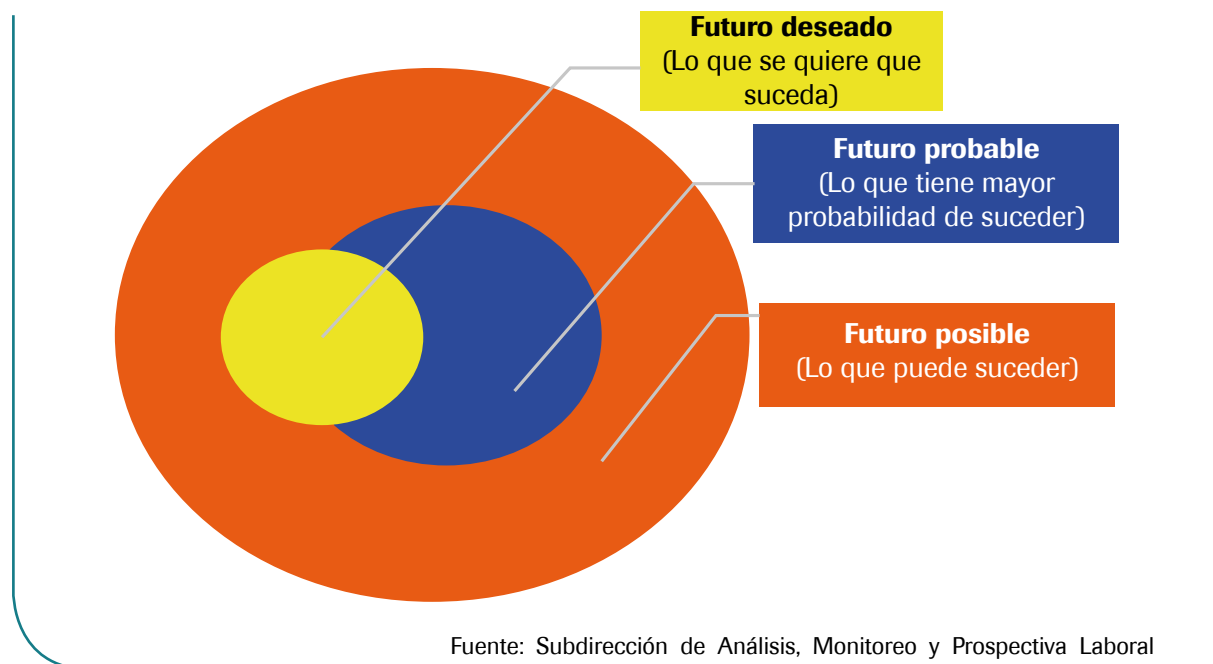 Futuro deseado
(Lo que se quiere que
suceda)
Futuro probable
(Lo que tiene mayor
probabilidad de suceder)
Futuro posible
(Lo que puede suceder)
Fuente: Subdirección de Análisis, Monitoreo y Prospectiva Laboral